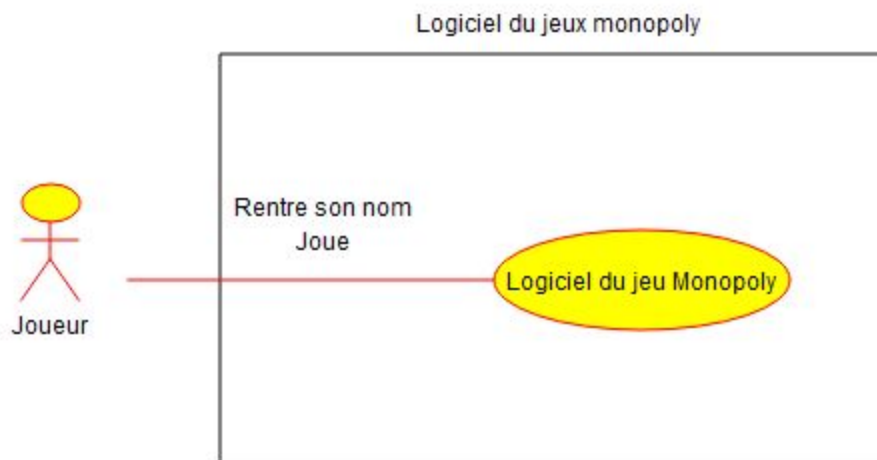 Logiciel du jeux monopoly
Rentre son nom
Joue
Logiciel du jeu Monopoly
Joueur